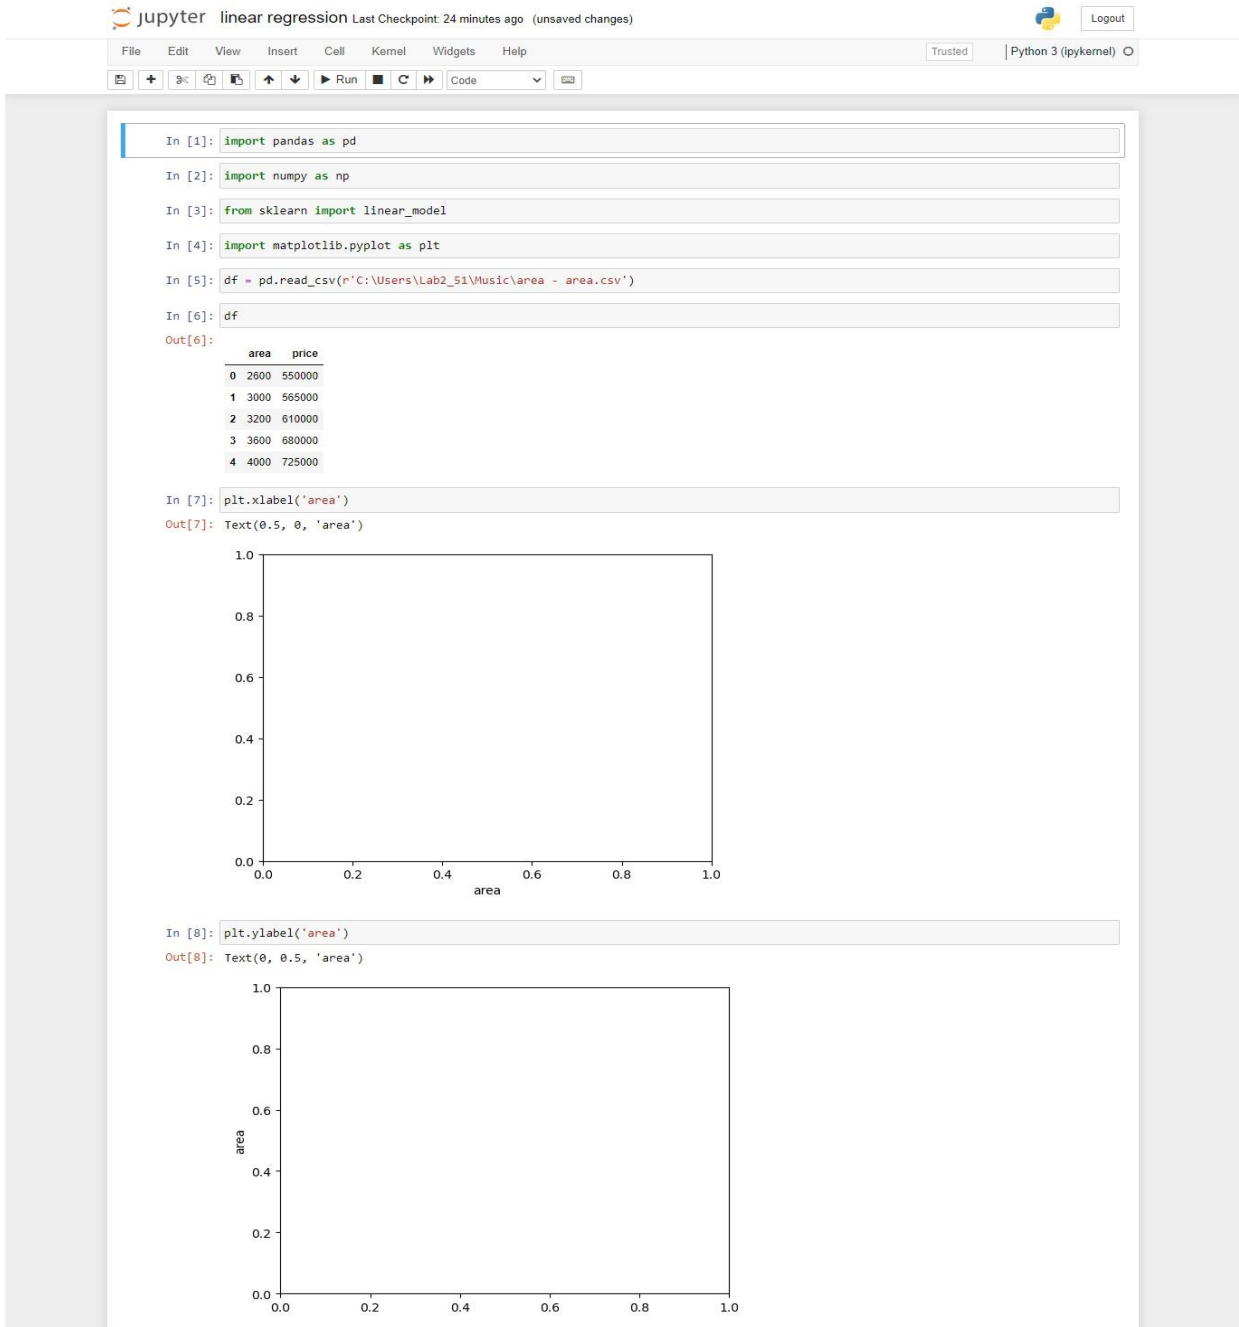 jupyter linear regression Last Checkpoint: 24 minutes ago (unsaved changes)
Logout
File Edit View Insert Cell Kernel Widgets Help
Trusted
Python 3 (ipykernel)
Run
Code
In [1]: import pandas as pd
In [2]: import numpy as np
In [3]: from sklearn import linear_model
In [4]: import matplotlib.pyplot as plt
In [5]: df = pd.read_csv(r'C:\Users\Lab2_51\Music\area - area.csv')
In [6]: df
Out[6]:
area price
0 2600 550000
1 3000 565000
2 3200 610000
3 3600 680000
4 4000 725000
In [7]: plt.xlabel('area')
Out[7]: Text(0.5, 0, 'area')
1.0
0.8
0.6
0.4
0.2
0.0
0.0 0.2 0.4 0.6 0.8 1.0
area
In [8]: plt.ylabel('area')
Out[8]: Text(0, 0.5, 'area')
1.0
0.8
0.6
area
0.4
0.2
0.0
0.0 0.2 0.4 0.6 0.8 1.0